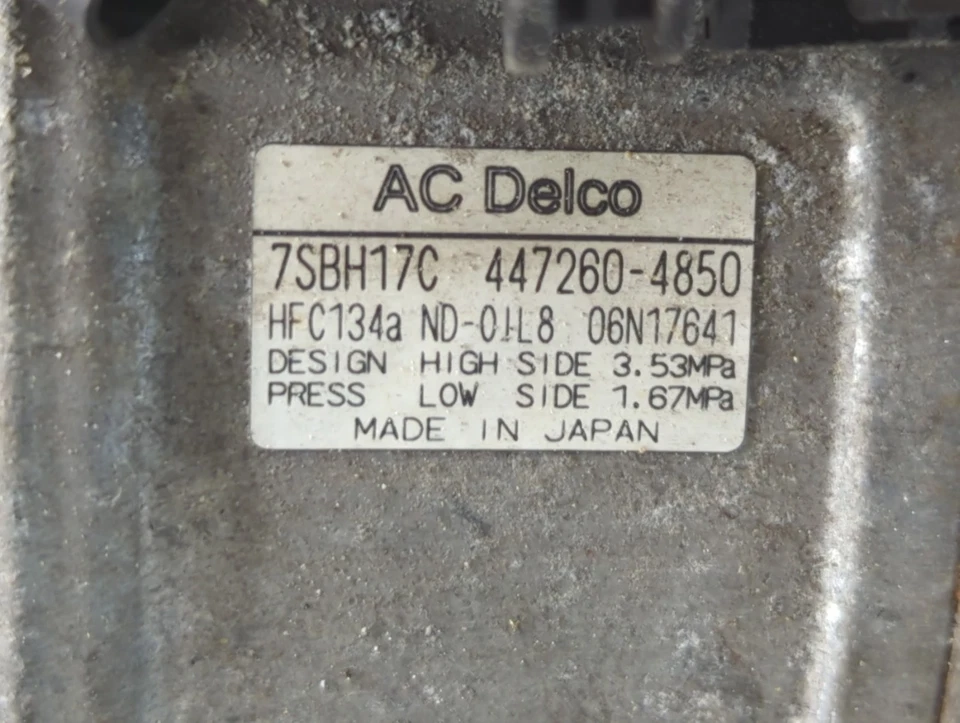 AC Delco
7SBH17C 447260-4850
HFC134a ND-OIL8 06N17641
DESIGN HIGH SIDE 3.53MPa
PRESS LOW SIDE 1.67MPa
MADE IN JAPAN